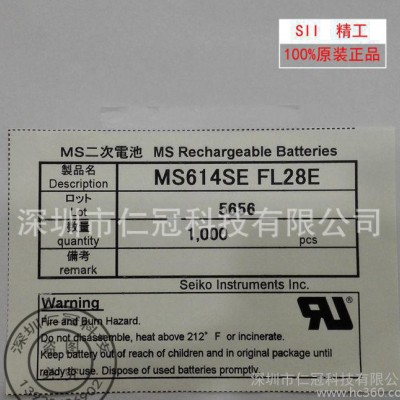 SII 精工
100%原装正品
MS二次電池 MS Rechargeable Batteries
製品名 MS614SE FL28E
Description
ロット 5656
Lot
深圳市仁冠科技有限公司
数量 1,000 pcs
quantity
備考
remark
Seiko Instruments Inc.
Warning
Fire and Burn Hazard.
Do not disassemble, heat above 212° F or incinerate.
Keep battery out of reach of children and in original package until
ready to use. Dispose of used batteries promptly.
深圳市仁冠科技有限公司
www.hc360.com